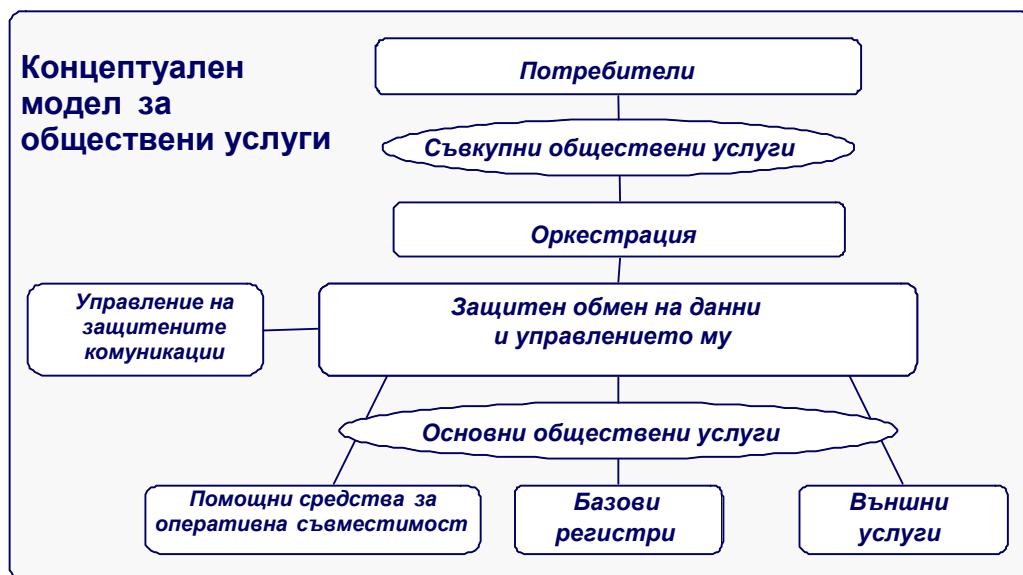 Концептуален
модел за
обществени услуги
Потребители
Съвкупни обществени услуги
Оркестрация
Управление на
защитените
комуникации
Защитен обмен на данни
и управлението му
Основни обществени услуги
Помощни средства за
оперативна съвместимост
Базови
регистри
Външни
услуги